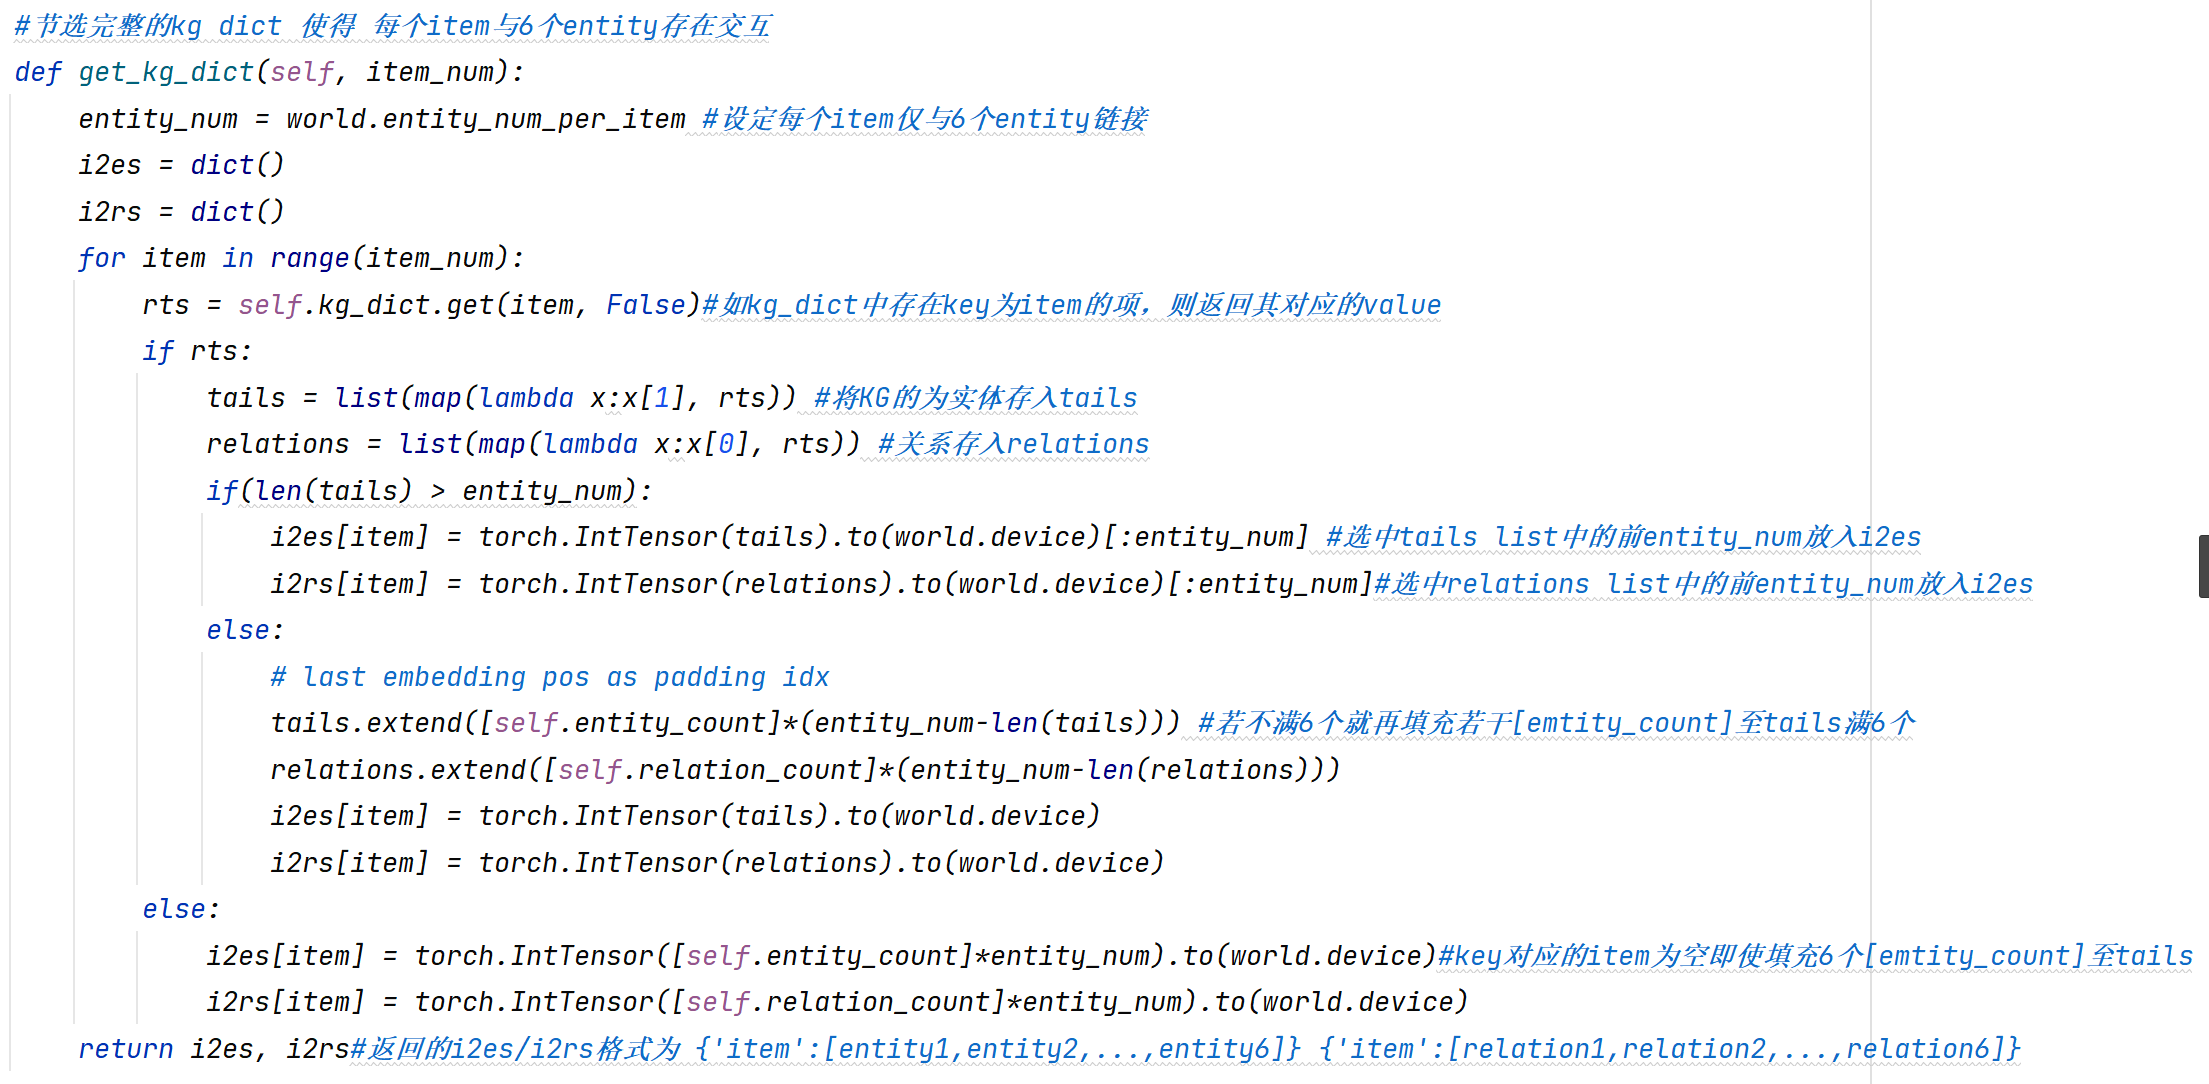 #节选完整的kg dict 使得 每个item与6个entity存在交互
def get_kg_dict(self, item_num):
    entity_num = world.entity_num_per_item #设定每个item仅与6个entity链接
    i2es = dict()
    i2rs = dict()
    for item in range(item_num):
        rts = self.kg_dict.get(item, False)#如kg_dict中存在key为item的项，则返回其对应的value
        if rts:
            tails = list(map(lambda x:x[1], rts)) #将KG的为实体存入tails
            relations = list(map(lambda x:x[0], rts)) #关系存入relations
            if(len(tails) > entity_num):
                i2es[item] = torch.IntTensor(tails).to(world.device)[:entity_num] #选中tails list中的前entity_num放入i2es
                i2rs[item] = torch.IntTensor(relations).to(world.device)[:entity_num]#选中relations list中的前entity_num放入i2es
            else:
                # last embedding pos as padding idx
                tails.extend([self.entity_count]*(entity_num-len(tails))) #若不满6个就再填充若干[emtity_count]至tails满6个
                relations.extend([self.relation_count]*(entity_num-len(relations)))
                i2es[item] = torch.IntTensor(tails).to(world.device)
                i2rs[item] = torch.IntTensor(relations).to(world.device)
        else:
            i2es[item] = torch.IntTensor([self.entity_count]*entity_num).to(world.device)#key对应的item为空即使填充6个[emtity_count]至tails
            i2rs[item] = torch.IntTensor([self.relation_count]*entity_num).to(world.device)
    return i2es, i2rs#返回的i2es/i2rs格式为 {'item':[entity1,entity2,...,entity6]} {'item':[relation1,relation2,...,relation6]}